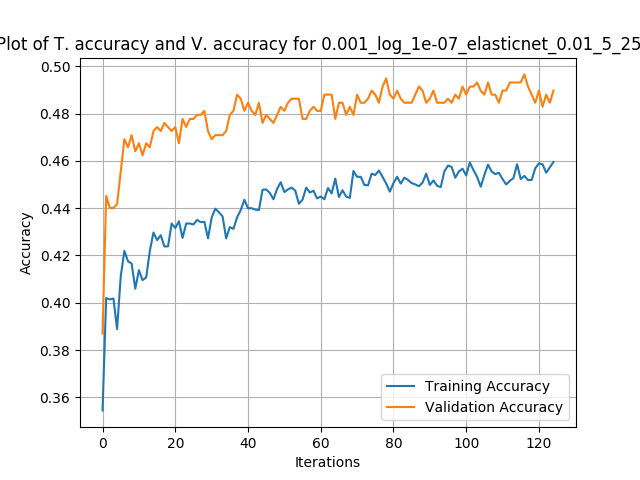 Plot of T. accuracy and V. accuracy for 0.001_log_1e-07_elasticnet_0.01_5_25
0.50
0.48
0.46
0.44
0.42
0.40
0.38
0.36
Accuracy
Training Accuracy
Validation Accuracy
0 20 40 60 80 100 120
Iterations